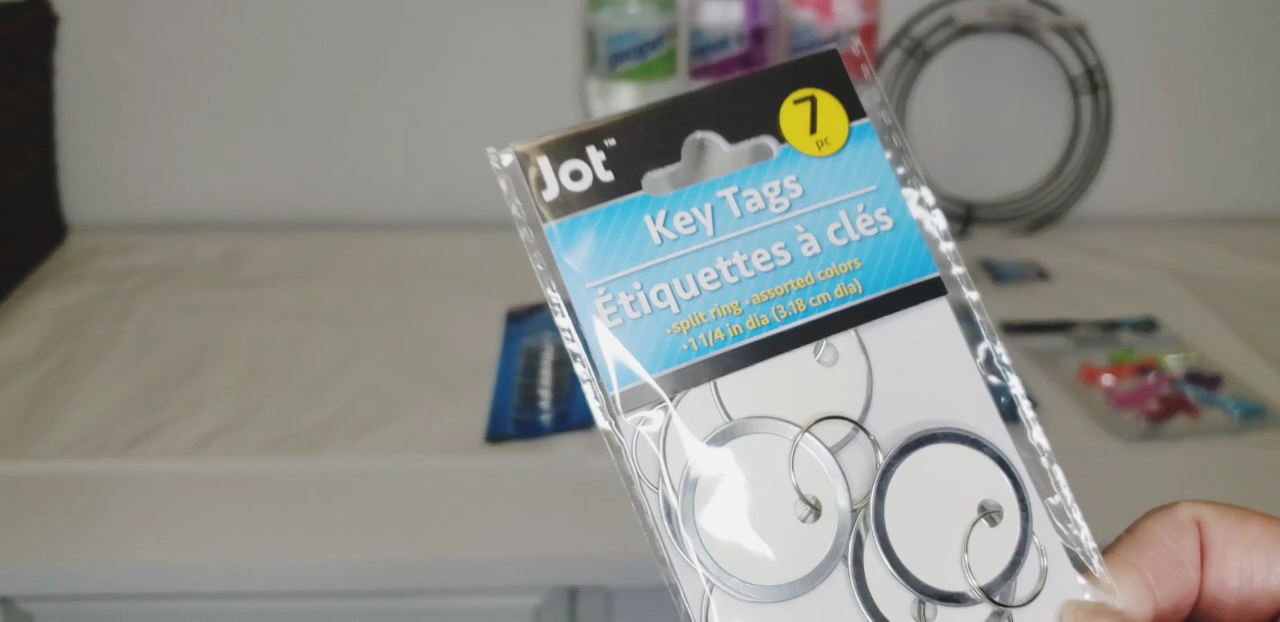 Jot™
7
pc
Key Tags
Étiquettes à clés
•split ring •assorted colors
•1 1/4 in dia (3.18 cm dia)